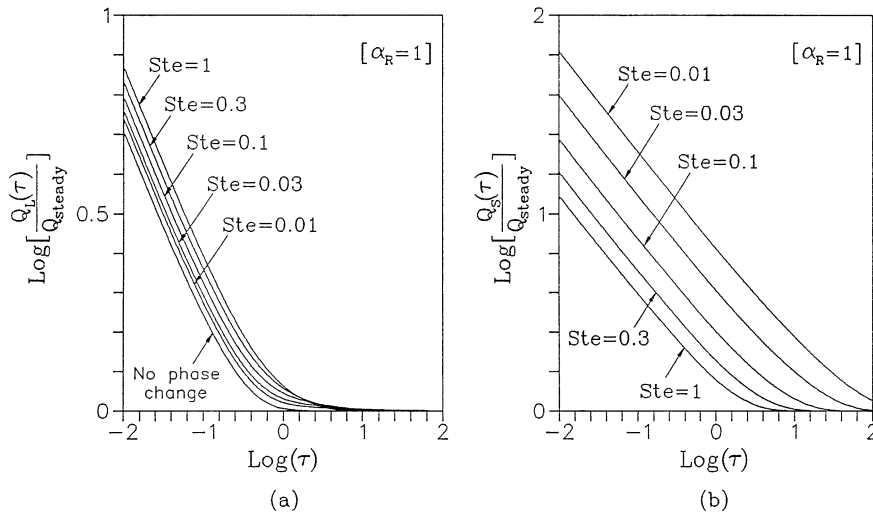 1
[α_R=1]
Ste=1
Ste=0.3
Ste=0.1
Ste=0.03
Ste=0.01
No phase
change
0.5
0
Log[Q_L(τ)/Q_steady]
-2 -1 0 1 2
Log(τ)
(a)
2
[α_R=1]
Ste=0.01
Ste=0.03
Ste=0.1
Ste=0.3
Ste=1
1
0
Log[Q_S(τ)/Q_steady]
-2 -1 0 1 2
Log(τ)
(b)